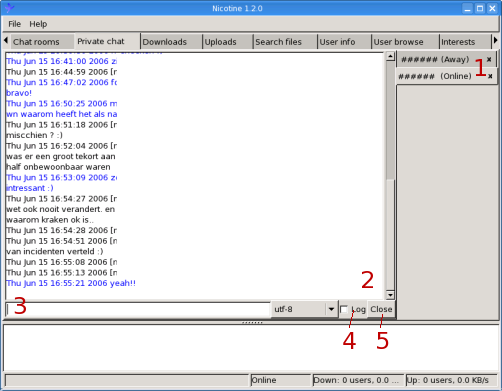 Nicotine 1.2.0
File Help
Chat rooms Private chat Downloads Uploads Search files User info User browse Interests
Thu Jun 15 16:41:00 2006 zi
Thu Jun 15 16:44:59 2006 [r
Thu Jun 15 16:47:02 2006 fo
bravo!
Thu Jun 15 16:50:25 2006 m
wn waarom heeft het als na
Thu Jun 15 16:51:18 2006 [r
miscchien ? :)
Thu Jun 15 16:52:04 2006 [r
was er een groot tekort aan
half onbewoonbaar waren
Thu Jun 15 16:53:09 2006 ze
intressant :)
Thu Jun 15 16:54:27 2006 [r
wet ook nooit verandert. en
waarom kraken ok is..
Thu Jun 15 16:54:28 2006 [r
Thu Jun 15 16:54:51 2006 [r
van incidenten verteld :)
Thu Jun 15 16:55:08 2006 [r
Thu Jun 15 16:55:13 2006 [r
Thu Jun 15 16:55:21 2006 yeah!!
###### (Away)
###### (Online)
1
2
3
utf-8
Log
Close
4
5
Online
Down: 0 users, 0.0 ...
Up: 0 users, 0.0 KB/s